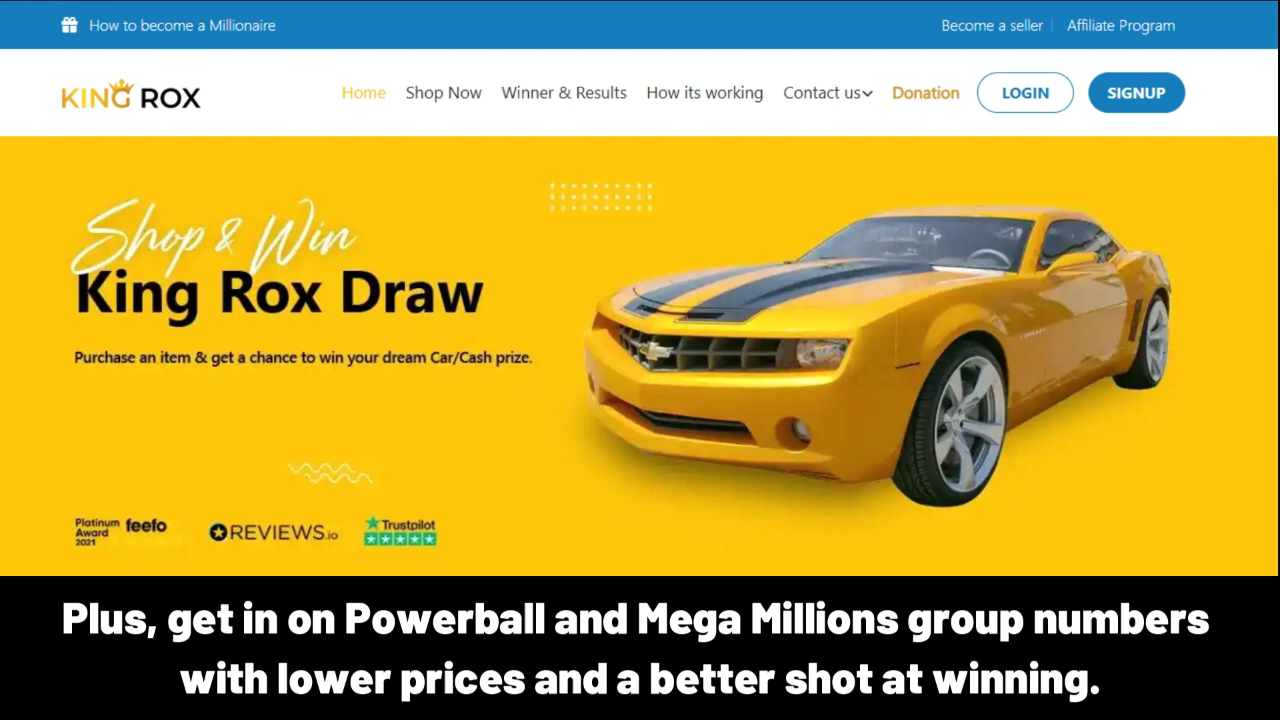 How to become a Millionaire
Become a seller
Affiliate Program
KING ROX
Home
Shop Now
Winner & Results
How its working
Contact us
Donation
LOGIN
SIGNUP
Shop & Win
King Rox Draw
Purchase an item & get a chance to win your dream Car/Cash prize.
Platinum
Award
2021
feefo
REVIEWS.io
Trustpilot
Plus, get in on Powerball and Mega Millions group numbers
with lower prices and a better shot at winning.